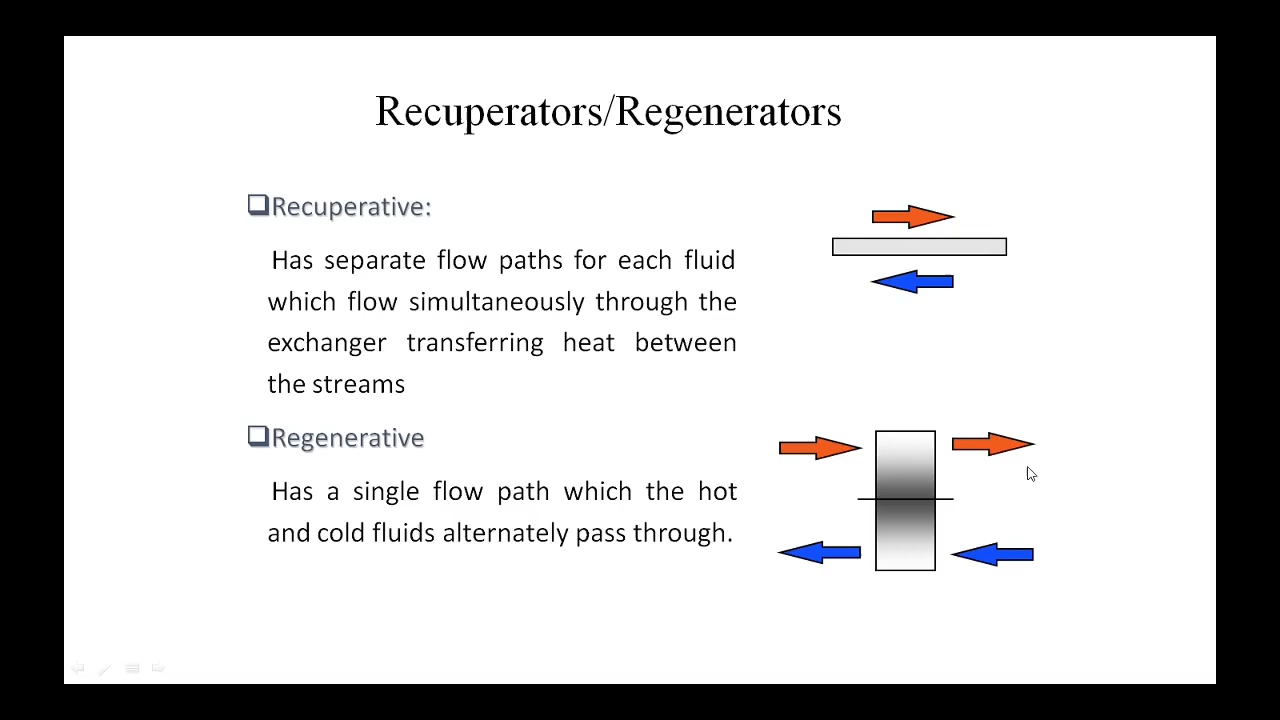 Recuperators/Regenerators
Recuperative:
Has separate flow paths for each fluid
which flow simultaneously through the
exchanger transferring heat between
the streams
Regenerative
Has a single flow path which the hot
and cold fluids alternately pass through.